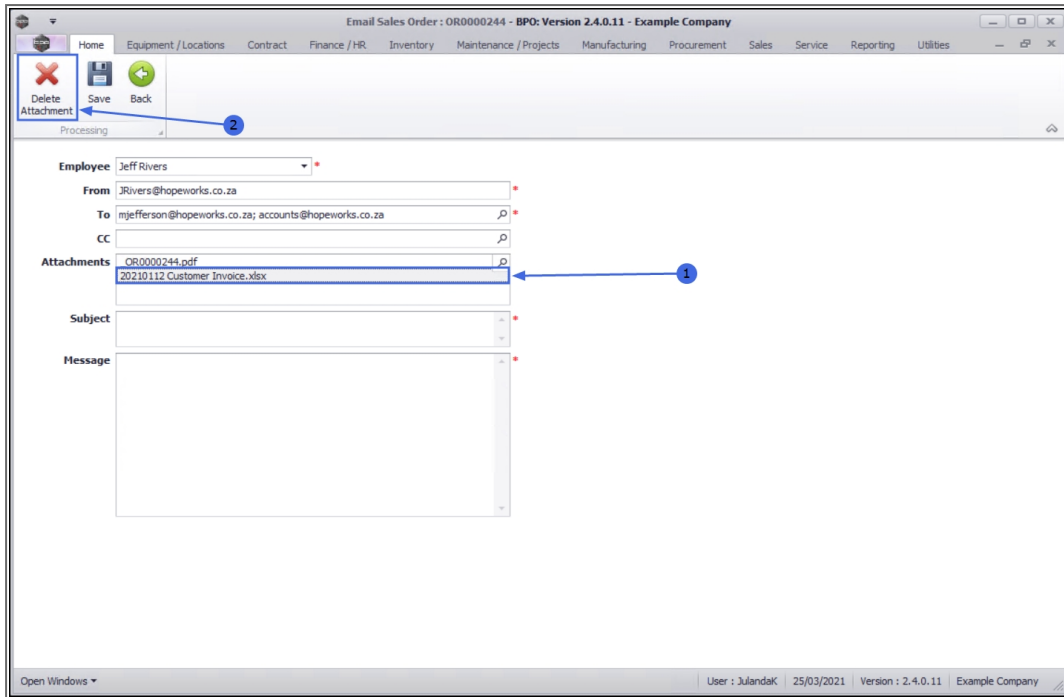 Email Sales Order : OR0000244 - BPO: Version 2.4.0.11 - Example Company
bpo Home Equipment / Locations Contract Finance / HR Inventory Maintenance / Projects Manufacturing Procurement Sales Service Reporting Utilities
Delete Attachment Save Back
Processing
2
Employee Jeff Rivers *
From JRivers@hopeworks.co.za *
To mjefferson@hopeworks.co.za; accounts@hopeworks.co.za *
CC
Attachments OR0000244.pdf
20210112 Customer Invoice.xlsx
1
Subject *
Message *
Open Windows User : JulandaK 25/03/2021 Version : 2.4.0.11 Example Company